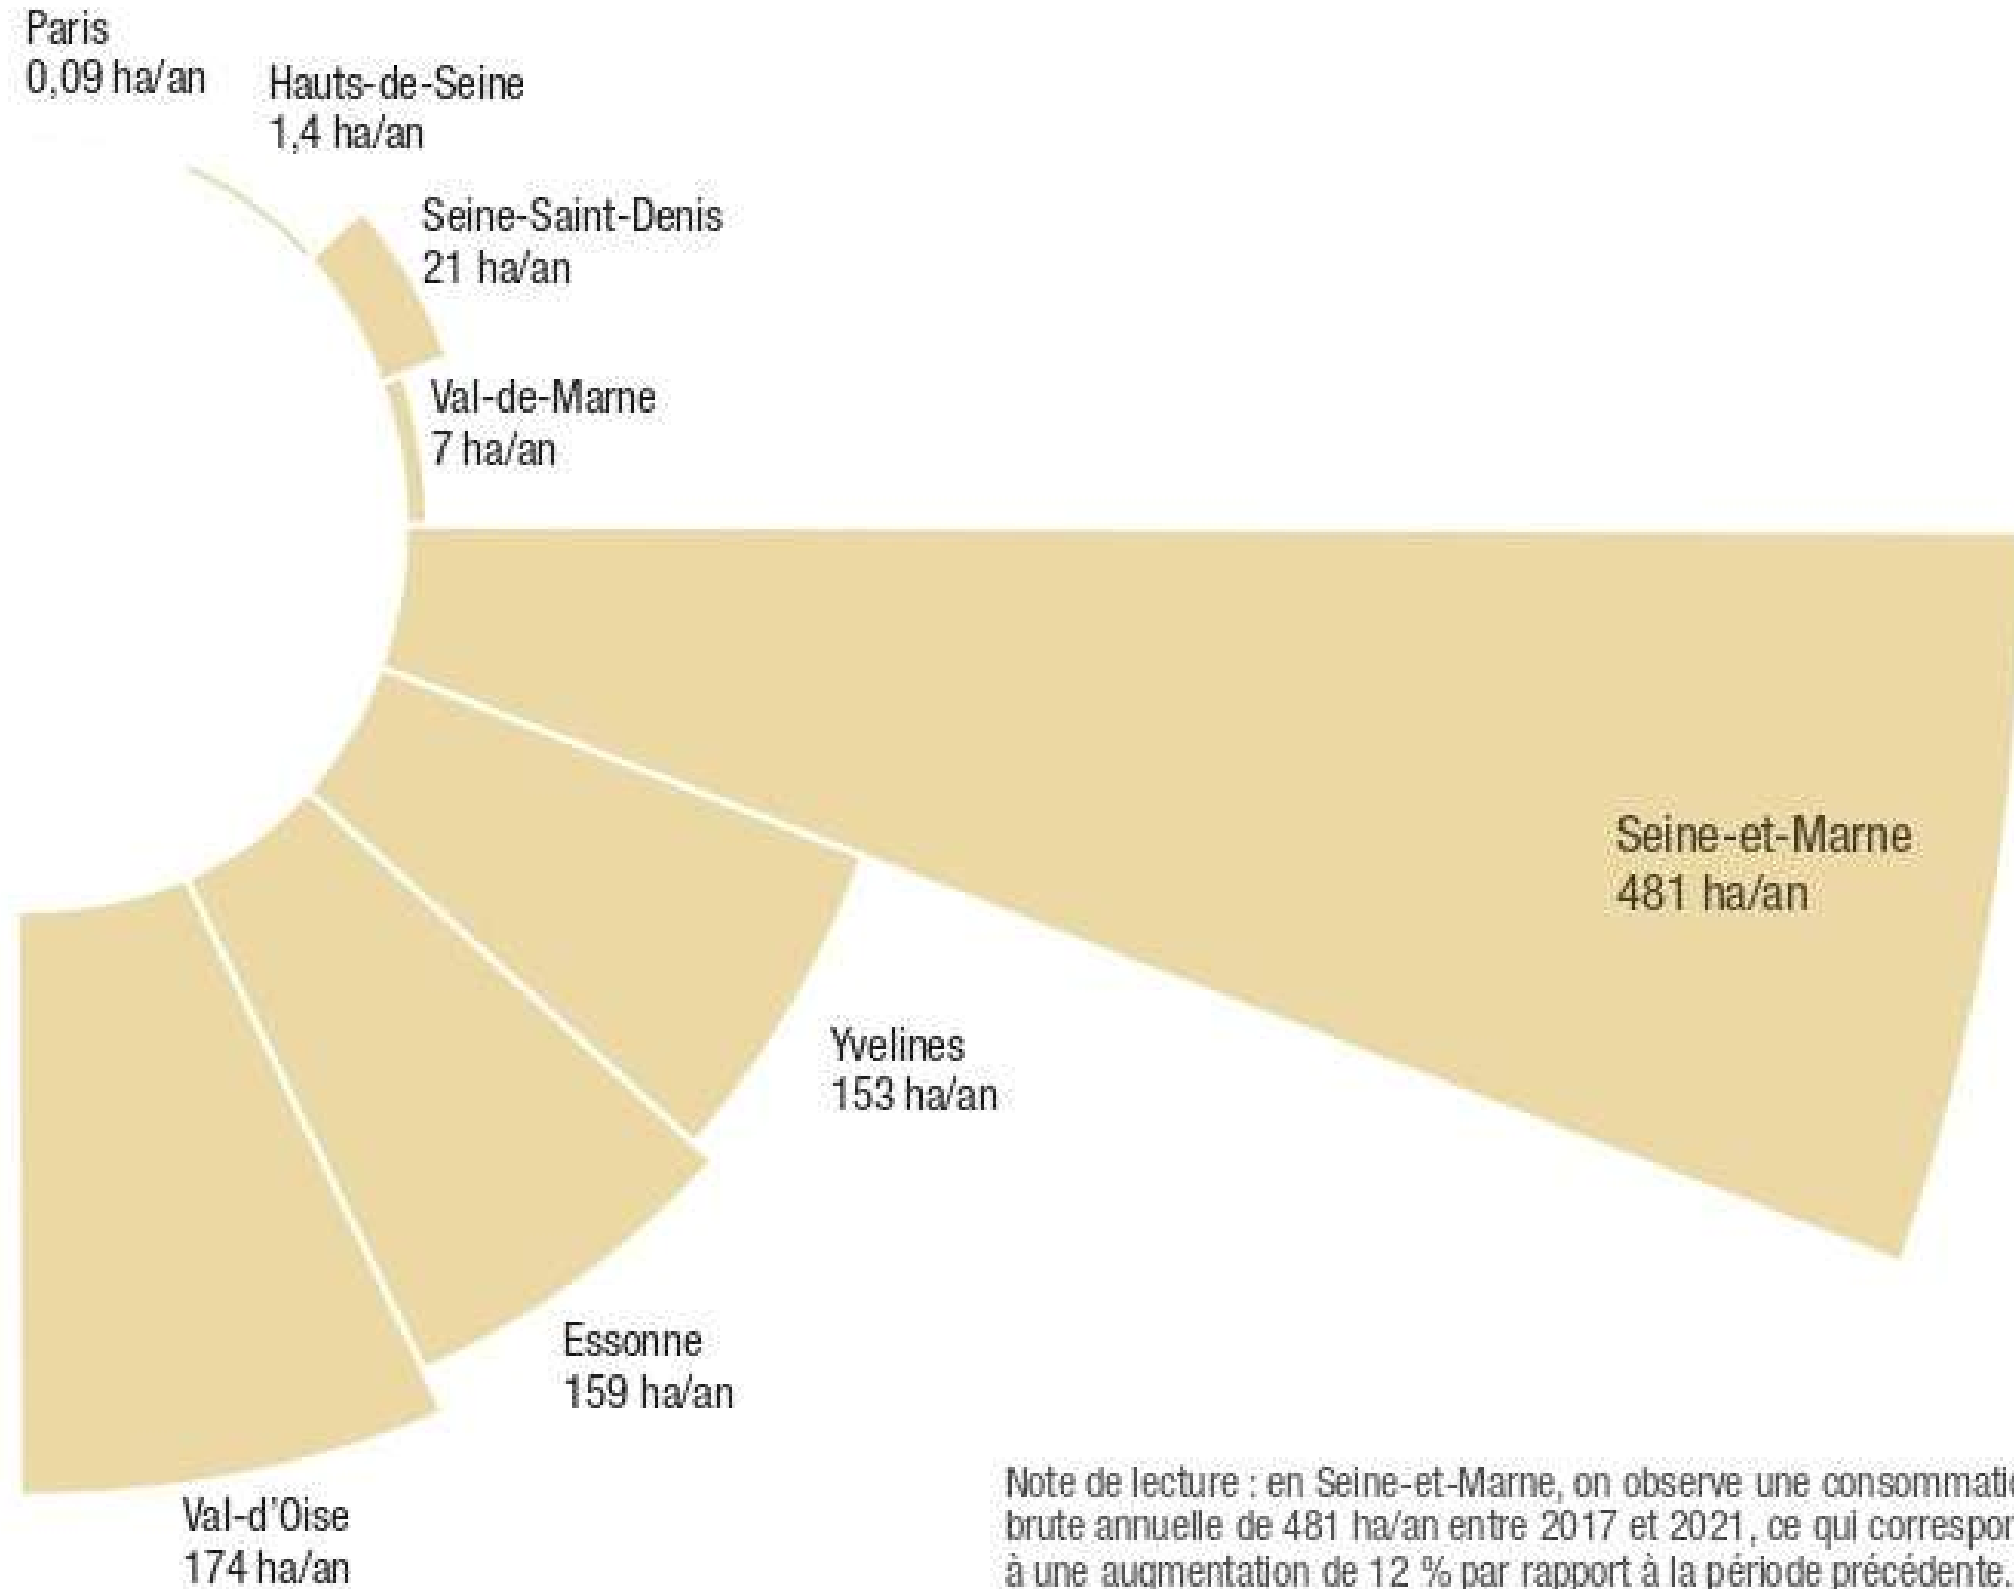 Paris
0,09 ha/an
Hauts-de-Seine
1,4 ha/an
Seine-Saint-Denis
21 ha/an
Val-de-Marne
7 ha/an
Seine-et-Marne
481 ha/an
Yvelines
153 ha/an
Essonne
159 ha/an
Val-d'Oise
174 ha/an
Note de lecture : en Seine-et-Marne, on observe une
brute annuelle de 481 ha/an entre 2017 et 2021, ce qui
à une augmentation de 12 % par rapport à la période précédente.